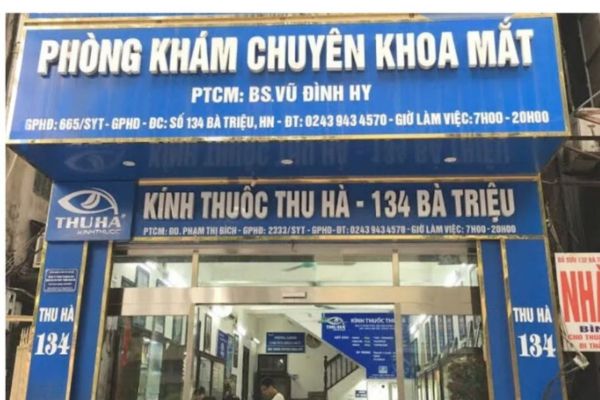 PHÒNG KHÁM CHUYÊN KHOA MẮT
PTCM: BS.VŨ ĐÌNH HY
GPHĐ: 665/SYT - GPHĐ - ĐC: SỐ 134 BÀ TRIỆU, HN - ĐT: 0243 943 4570 - GIỜ LÀM VIỆC: 7H00 - 20H00
THU HÀ
KÍNH THUỐC
KÍNH THUỐC THU HÀ - 134 BÀ TRIỆU
PTCM: ĐD. PHẠM THỊ BÍCH - GPHĐ: 2333/SYT - GPHĐ-ĐT: 0243 943 4570 - GIỜ LÀM VIỆC: 7H00 - 20H00
THU HÀ
134
THU HÀ
KÍNH THUỐC THU
THU HÀ
134
NHÀ